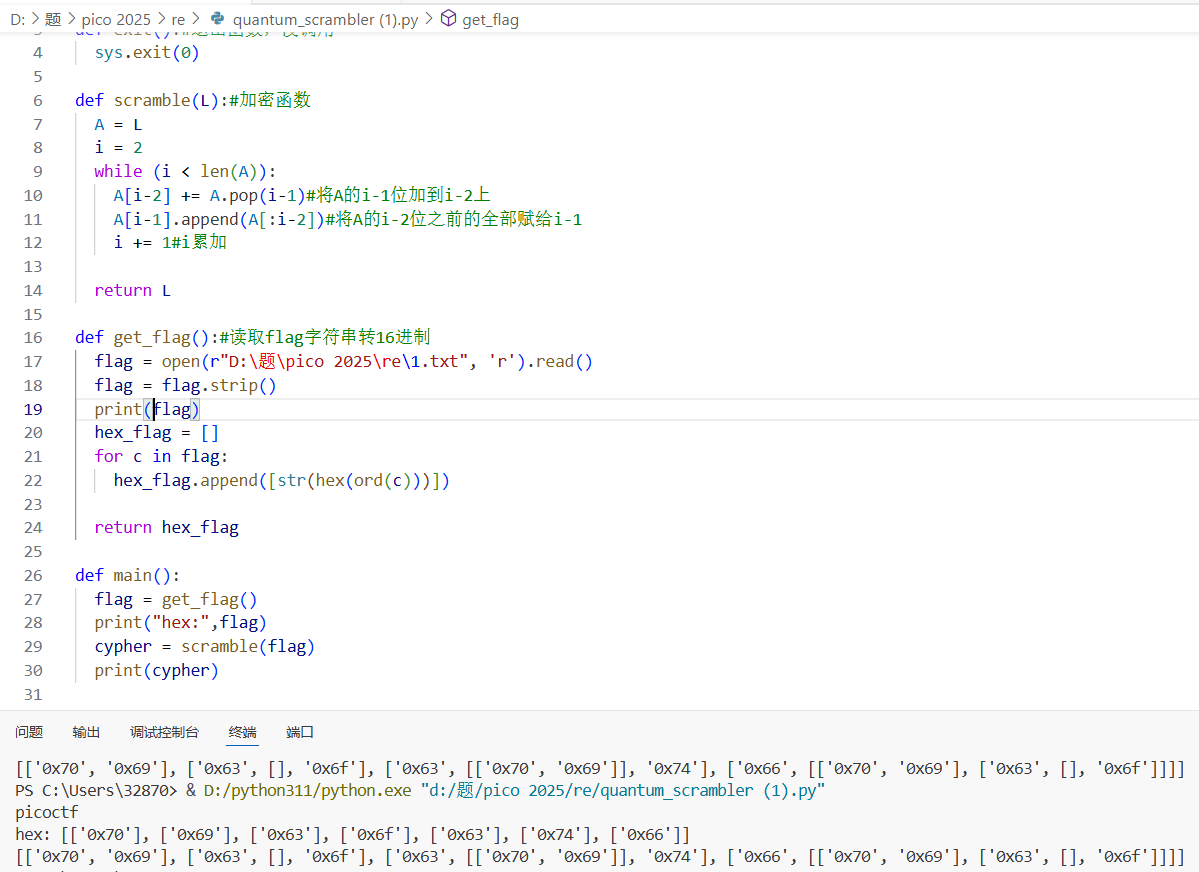 D: > 题 > pico 2025 > re > quantum_scrambler (1).py > get_flag
4 sys.exit(0)
5
6 def scramble(L):#加密函数
7 A = L
8 i = 2
9 while (i < len(A)):
10 A[i-2] += A.pop(i-1)#将A的i-1位加到i-2上
11 A[i-1].append(A[:i-2])#将A的i-2位之前的全部赋给i-1
12 i += 1#i累加
13
14 return L
15
16 def get_flag():#读取flag字符串转16进制
17 flag = open(r"D:\题\pico 2025\re\1.txt", 'r').read()
18 flag = flag.strip()
19 print(flag)
20 hex_flag = []
21 for c in flag:
22 hex_flag.append([str(hex(ord(c)))])
23
24 return hex_flag
25
26 def main():
27 flag = get_flag()
28 print("hex:",flag)
29 cypher = scramble(flag)
30 print(cypher)
31
问题 输出 调试控制台 终端 端口
[['0x70', '0x69'], ['0x63', [], '0x6f'], ['0x63', [['0x70', '0x69']], '0x74'], ['0x66', [['0x70', '0x69'], ['0x63', [], '0x6f']]]]
PS C:\Users\32870> & D:/python311/python.exe "d:/题/pico 2025/re/quantum_scrambler (1).py"
picoctf
hex: [['0x70'], ['0x69'], ['0x63'], ['0x6f'], ['0x63'], ['0x74'], ['0x66']]
[['0x70', '0x69'], ['0x63', [], '0x6f'], ['0x63', [['0x70', '0x69']], '0x74'], ['0x66', [['0x70', '0x69'], ['0x63', [], '0x6f']]]]